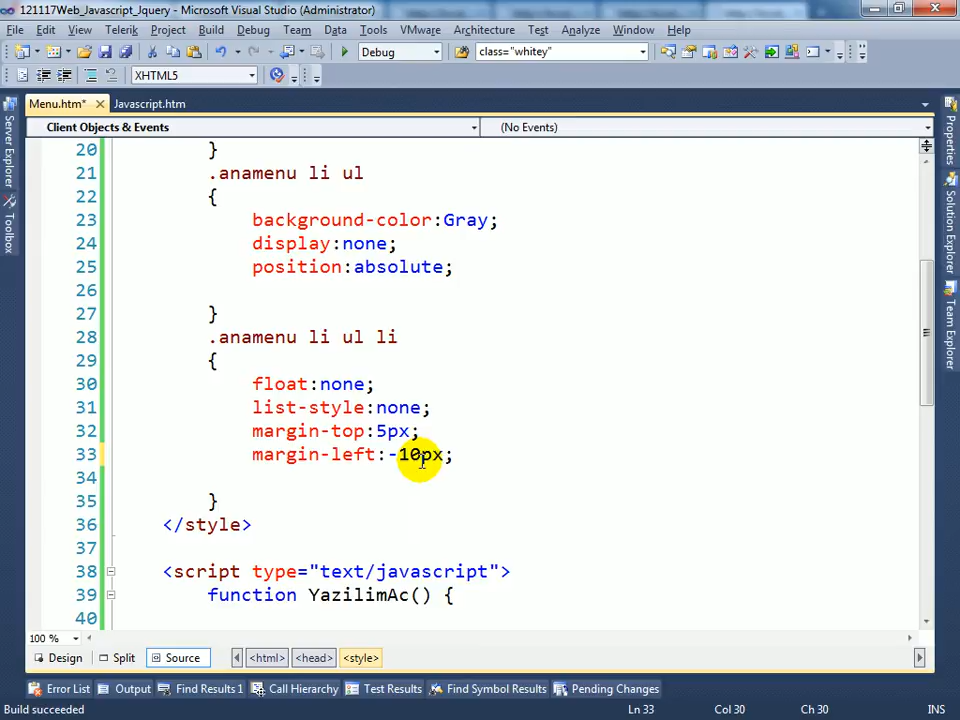 121117Web_Javascript_Jquery - Microsoft Visual Studio (Administrator)
File Edit View Telerik Project Build Debug Team Data Tools VMware Architecture Test Analyze Window Help
Debug class="whitey"
XHTML5
Menu.htm* Javascript.htm
Client Objects & Events (No Events)
20 }
21 .anamenu li ul
22 {
23 background-color:Gray;
24 display:none;
25 position:absolute;
26
27 }
28 .anamenu li ul li
29 {
30 float:none;
31 list-style:none;
32 margin-top:5px;
33 margin-left:-10px;
34
35 }
36 </style>
37
38 <script type="text/javascript">
39 function YazilimAc() {
40
100 %
Design Split Source <html> <head> <style>
Error List Output Find Results 1 Call Hierarchy Test Results Find Symbol Results Pending Changes
Build succeeded Ln 33 Col 30 Ch 30 INS
Server Explorer
Toolbox
Properties
Solution Explorer
Team Explorer